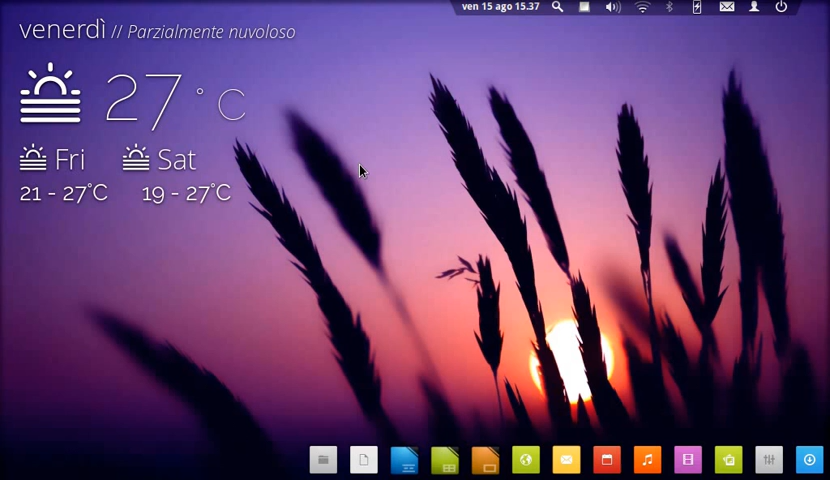 ven 15 ago 15.37
venerdì // Parzialmente nuvoloso
27 °C
Fri Sat
21 - 27°C 19 - 27°C